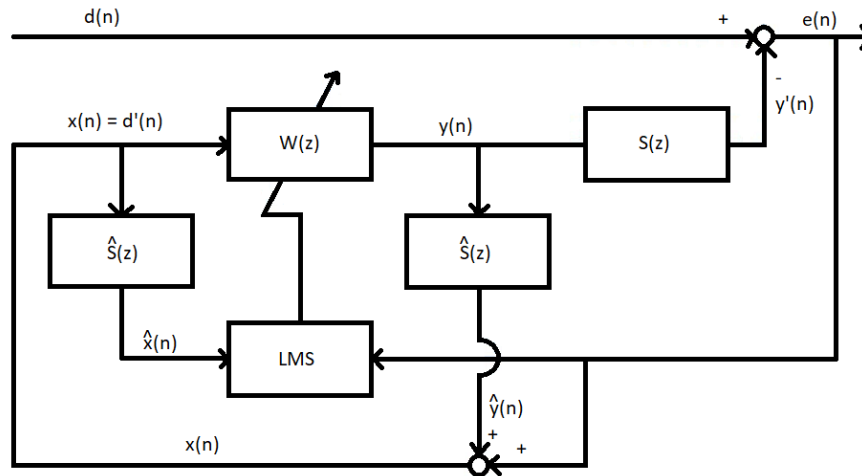 d(n)
+
e(n)
-
y'(n)
x(n) = d'(n)
W(z)
y(n)
S(z)
Ŝ(z)
Ŝ(z)
x̂(n)
LMS
ŷ(n)
+
+
x(n)